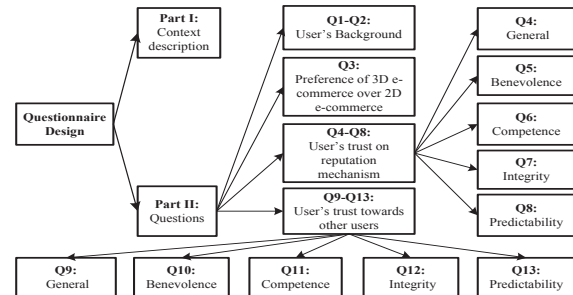 Questionnaire
Design
Part I:
Context
description
Part II:
Questions
Q1-Q2:
User's Background
Q3:
Preference of 3D e-
commerce over 2D
e-commerce
Q4-Q8:
User's trust on
reputation
mechanism
Q9-Q13:
User's trust towards
other users
Q4:
General
Q5:
Benevolence
Q6:
Competence
Q7:
Integrity
Q8:
Predictability
Q9:
General
Q10:
Benevolence
Q11:
Competence
Q12:
Integrity
Q13:
Predictability